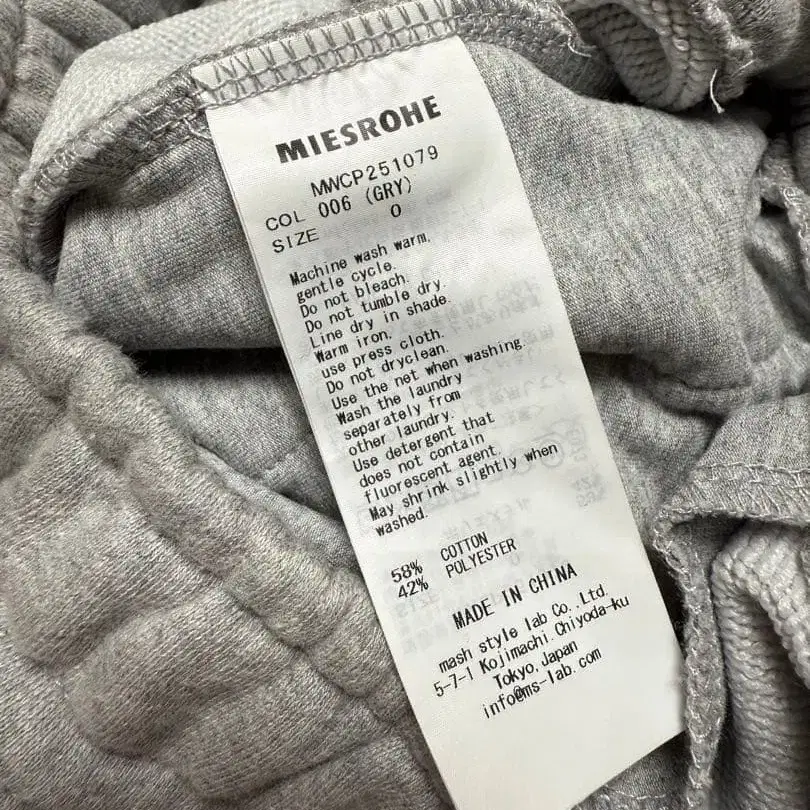 MIESROHE
MWCP251079
COL 006 (GRY)
SIZE 0
Machine wash warm,
gentle cycle.
Do not bleach.
Do not tumble dry.
Line dry in shade.
Warm iron,
use press cloth.
Do not dryclean.
Use the net when washing.
Wash the laundry
separately from
other laundry.
Use detergent that
does not contain
fluorescent agent.
May shrink slightly when
washed.
58% COTTON
42% POLYESTER
MADE IN CHINA
mash style lab Co.,Ltd.
5-7-1 Kojimachi,Chiyoda-ku
Tokyo,Japan
info@ms-lab.com